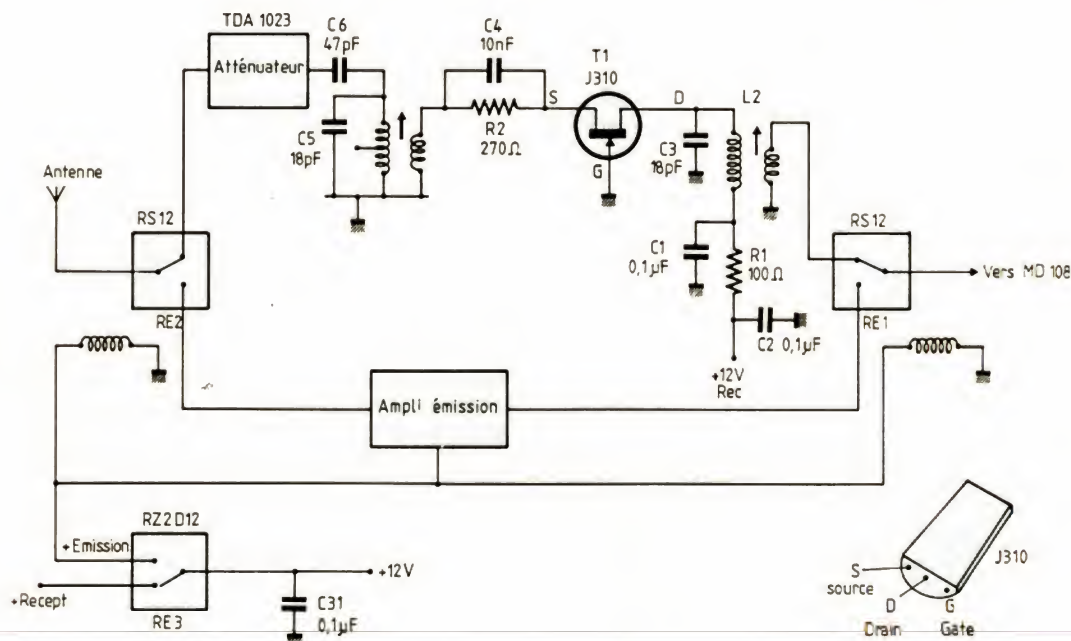 TDA 1023
Atténuateur
C6
47pF
C4
10nF
T1
J310
S
D
L2
C5
18pF
R2
270Ω
C3
18pF
G
Antenne
RS12
RE2
C1
0,1µF
R1
100Ω
RS12
Vers MD 108
RE1
C2 0,1µF
+12V
Rec
Ampli émission
RZ2D12
+Emission
+12V
+Recept
RE3
C31
0,1µF
J310
S
source
D
Drain
G
Gate